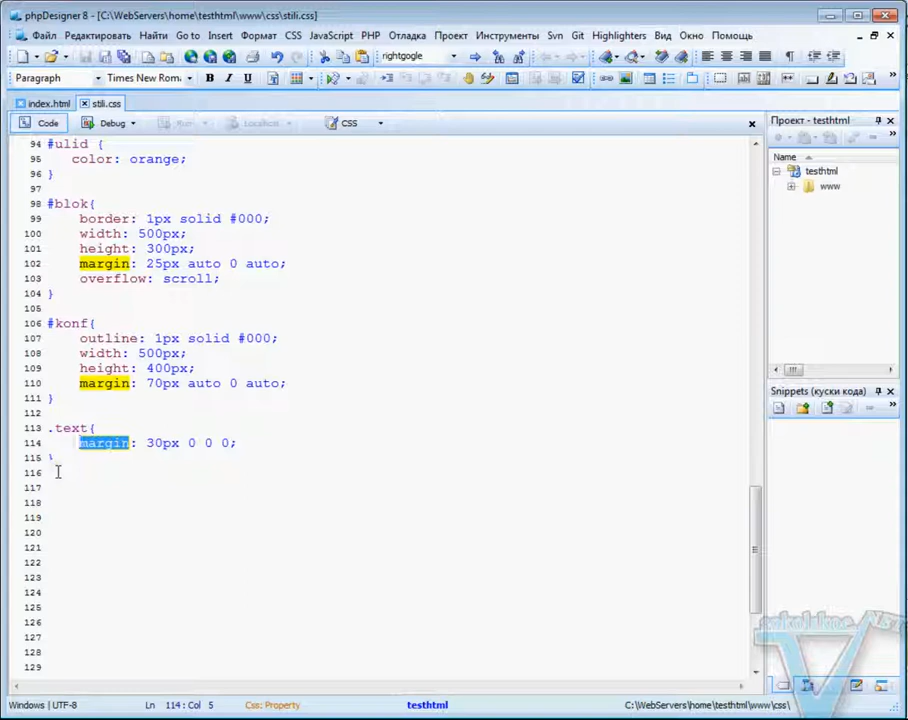 phpDesigner 8 - [C:\WebServers\home\testhtml\www\css\stili.css]
Файл Редактировать Найти Go to Insert Формат CSS JavaScript PHP Отладка Проект Инструменты Svn Git Highlighters Вид Окно Помощь
rightgogle
Paragraph Times New Roma B I U
index.html stili.css
Code Debug Run Location CSS
94 #ulid {
95 color: orange;
96 }
97
98 #blok{
99 border: 1px solid #000;
100 width: 500px;
101 height: 300px;
102 margin: 25px auto 0 auto;
103 overflow: scroll;
104 }
105
106 #konf{
107 outline: 1px solid #000;
108 width: 500px;
109 height: 400px;
110 margin: 70px auto 0 auto;
111 }
112
113 .text{
114 margin: 30px 0 0 0;
115 }
116
117
118
119
120
121
122
123
124
125
126
127
128
129
Проект - testhtml
Name
testhtml
www
Snippets (куски кода)
Windows | UTF-8 Ln 114 : Col 5 Css: Property testhtml C:\WebServers\home\testhtml\www\css\